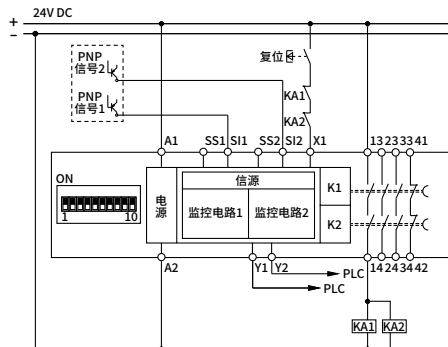 24V DC
+
−
PNP
信号2
复位
PNP
信号1
KA1
KA2
A1 SS1 SI1 SS2 SI2 X1 13 23 33 41
ON
1 10
电源
信源
监控电路1 监控电路2
K1
K2
A2 Y1 Y2 14 24 34 42
PLC
PLC
KA1 KA2